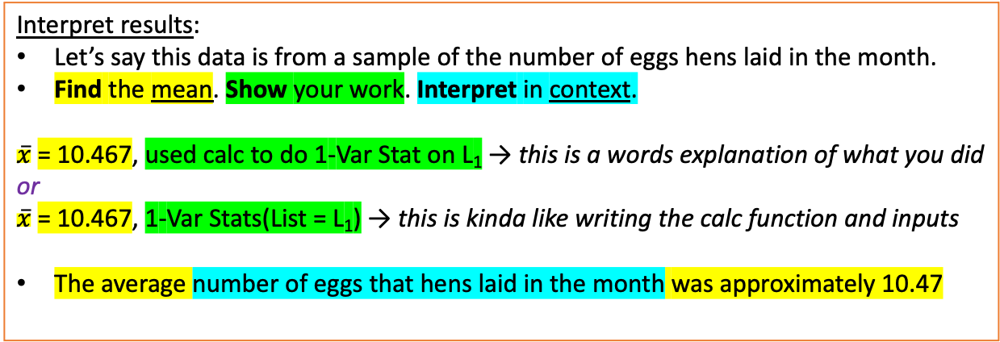 Interpret results:
• Let’s say this data is from a sample of the number of eggs hens laid in the month.
• Find the mean. Show your work. Interpret in context.
x̄ = 10.467, used calc to do 1-Var Stat on L₁ → this is a words explanation of what you did
or
x̄ = 10.467, 1-Var Stats(List = L₁) → this is kinda like writing the calc function and inputs
• The average number of eggs that hens laid in the month was approximately 10.47